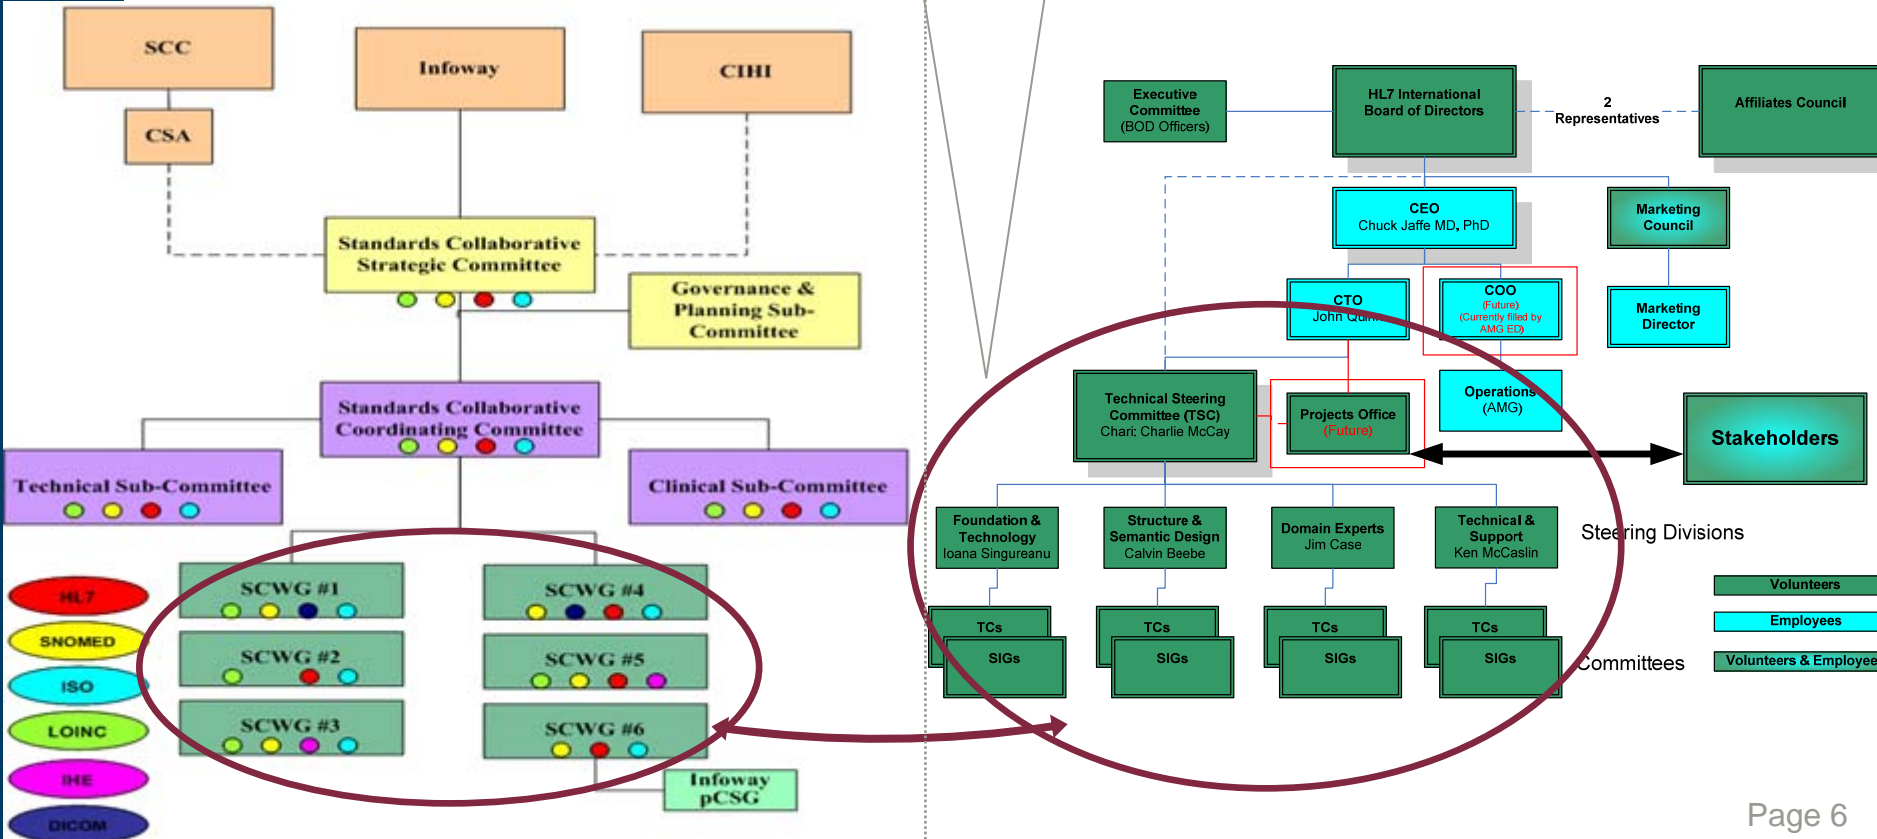 SCC
Infoway
CIHI
CSA
Standards Collaborative
Strategic Committee
Governance &
Planning Sub-
Committee
Standards Collaborative
Coordinating Committee
Technical Sub-Committee
Clinical Sub-Committee
HL7
SNOMED
ISO
LOINC
IHE
DICOM
SCWG #1
SCWG #2
SCWG #3
SCWG #4
SCWG #5
SCWG #6
Infoway
pCSG
Executive
Committee
(BOD Officers)
HL7 International
Board of Directors
2
Representatives
Affiliates Council
CEO
Chuck Jaffe MD, PhD
Marketing
Council
CTO
John Quinn
COO
(Future)
(Currently filled by
AMG ED)
Marketing
Director
Technical Steering
Committee (TSC)
Chari: Charlie McCay
Projects Office
(Future)
Operations
(AMG)
Stakeholders
Foundation &
Technology
Ioana Singureanu
Structure &
Semantic Design
Calvin Beebe
Domain Experts
Jim Case
Technical &
Support
Ken McCaslin
Steering Divisions
TCs
SIGs
TCs
SIGs
TCs
SIGs
TCs
SIGs
Committees
Volunteers
Employees
Volunteers & Employee
Page 6